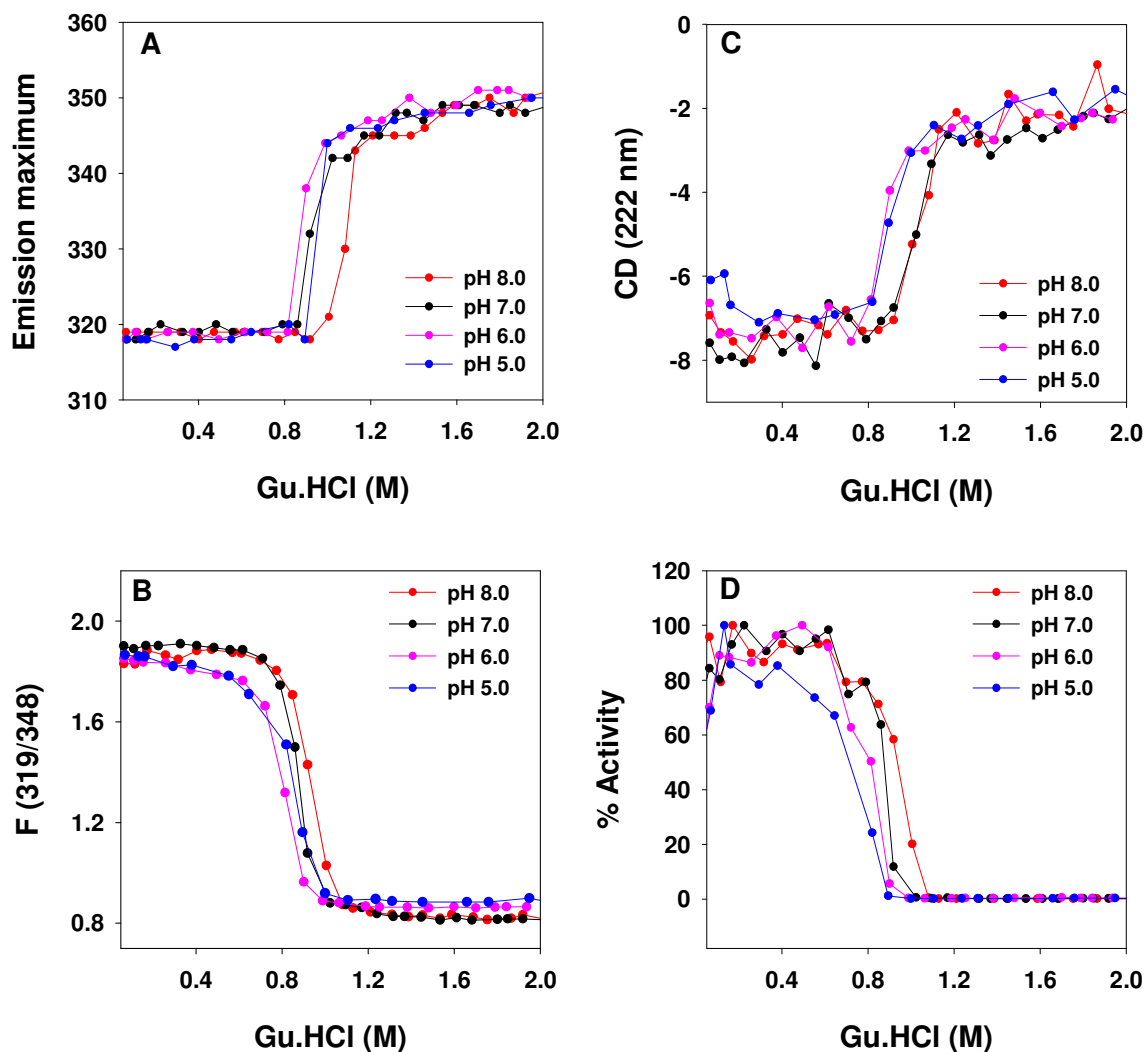 A
Emission maximum
360
350
340
330
320
310
pH 8.0
pH 7.0
pH 6.0
pH 5.0
0.4 0.8 1.2 1.6 2.0
Gu.HCl (M)
C
CD (222 nm)
0
-2
-4
-6
-8
pH 8.0
pH 7.0
pH 6.0
pH 5.0
0.4 0.8 1.2 1.6 2.0
Gu.HCl (M)
B
F (319/348)
2.0
1.6
1.2
0.8
pH 8.0
pH 7.0
pH 6.0
pH 5.0
0.4 0.8 1.2 1.6 2.0
Gu.HCl (M)
D
% Activity
120
100
80
60
40
20
0
pH 8.0
pH 7.0
pH 6.0
pH 5.0
0.4 0.8 1.2 1.6 2.0
Gu.HCl (M)